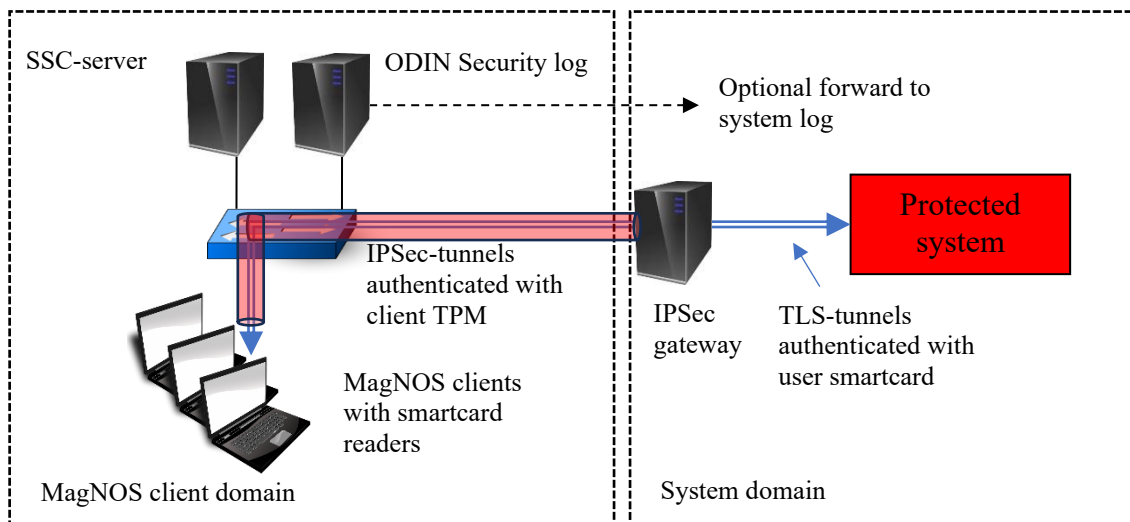 SSC-server
ODIN Security log
Optional forward to
system log
Protected
system
IPSec-tunnels
authenticated with
client TPM
IPSec
gateway
TLS-tunnels
authenticated with
user smartcard
MagNOS clients
with smartcard
readers
MagNOS client domain
System domain